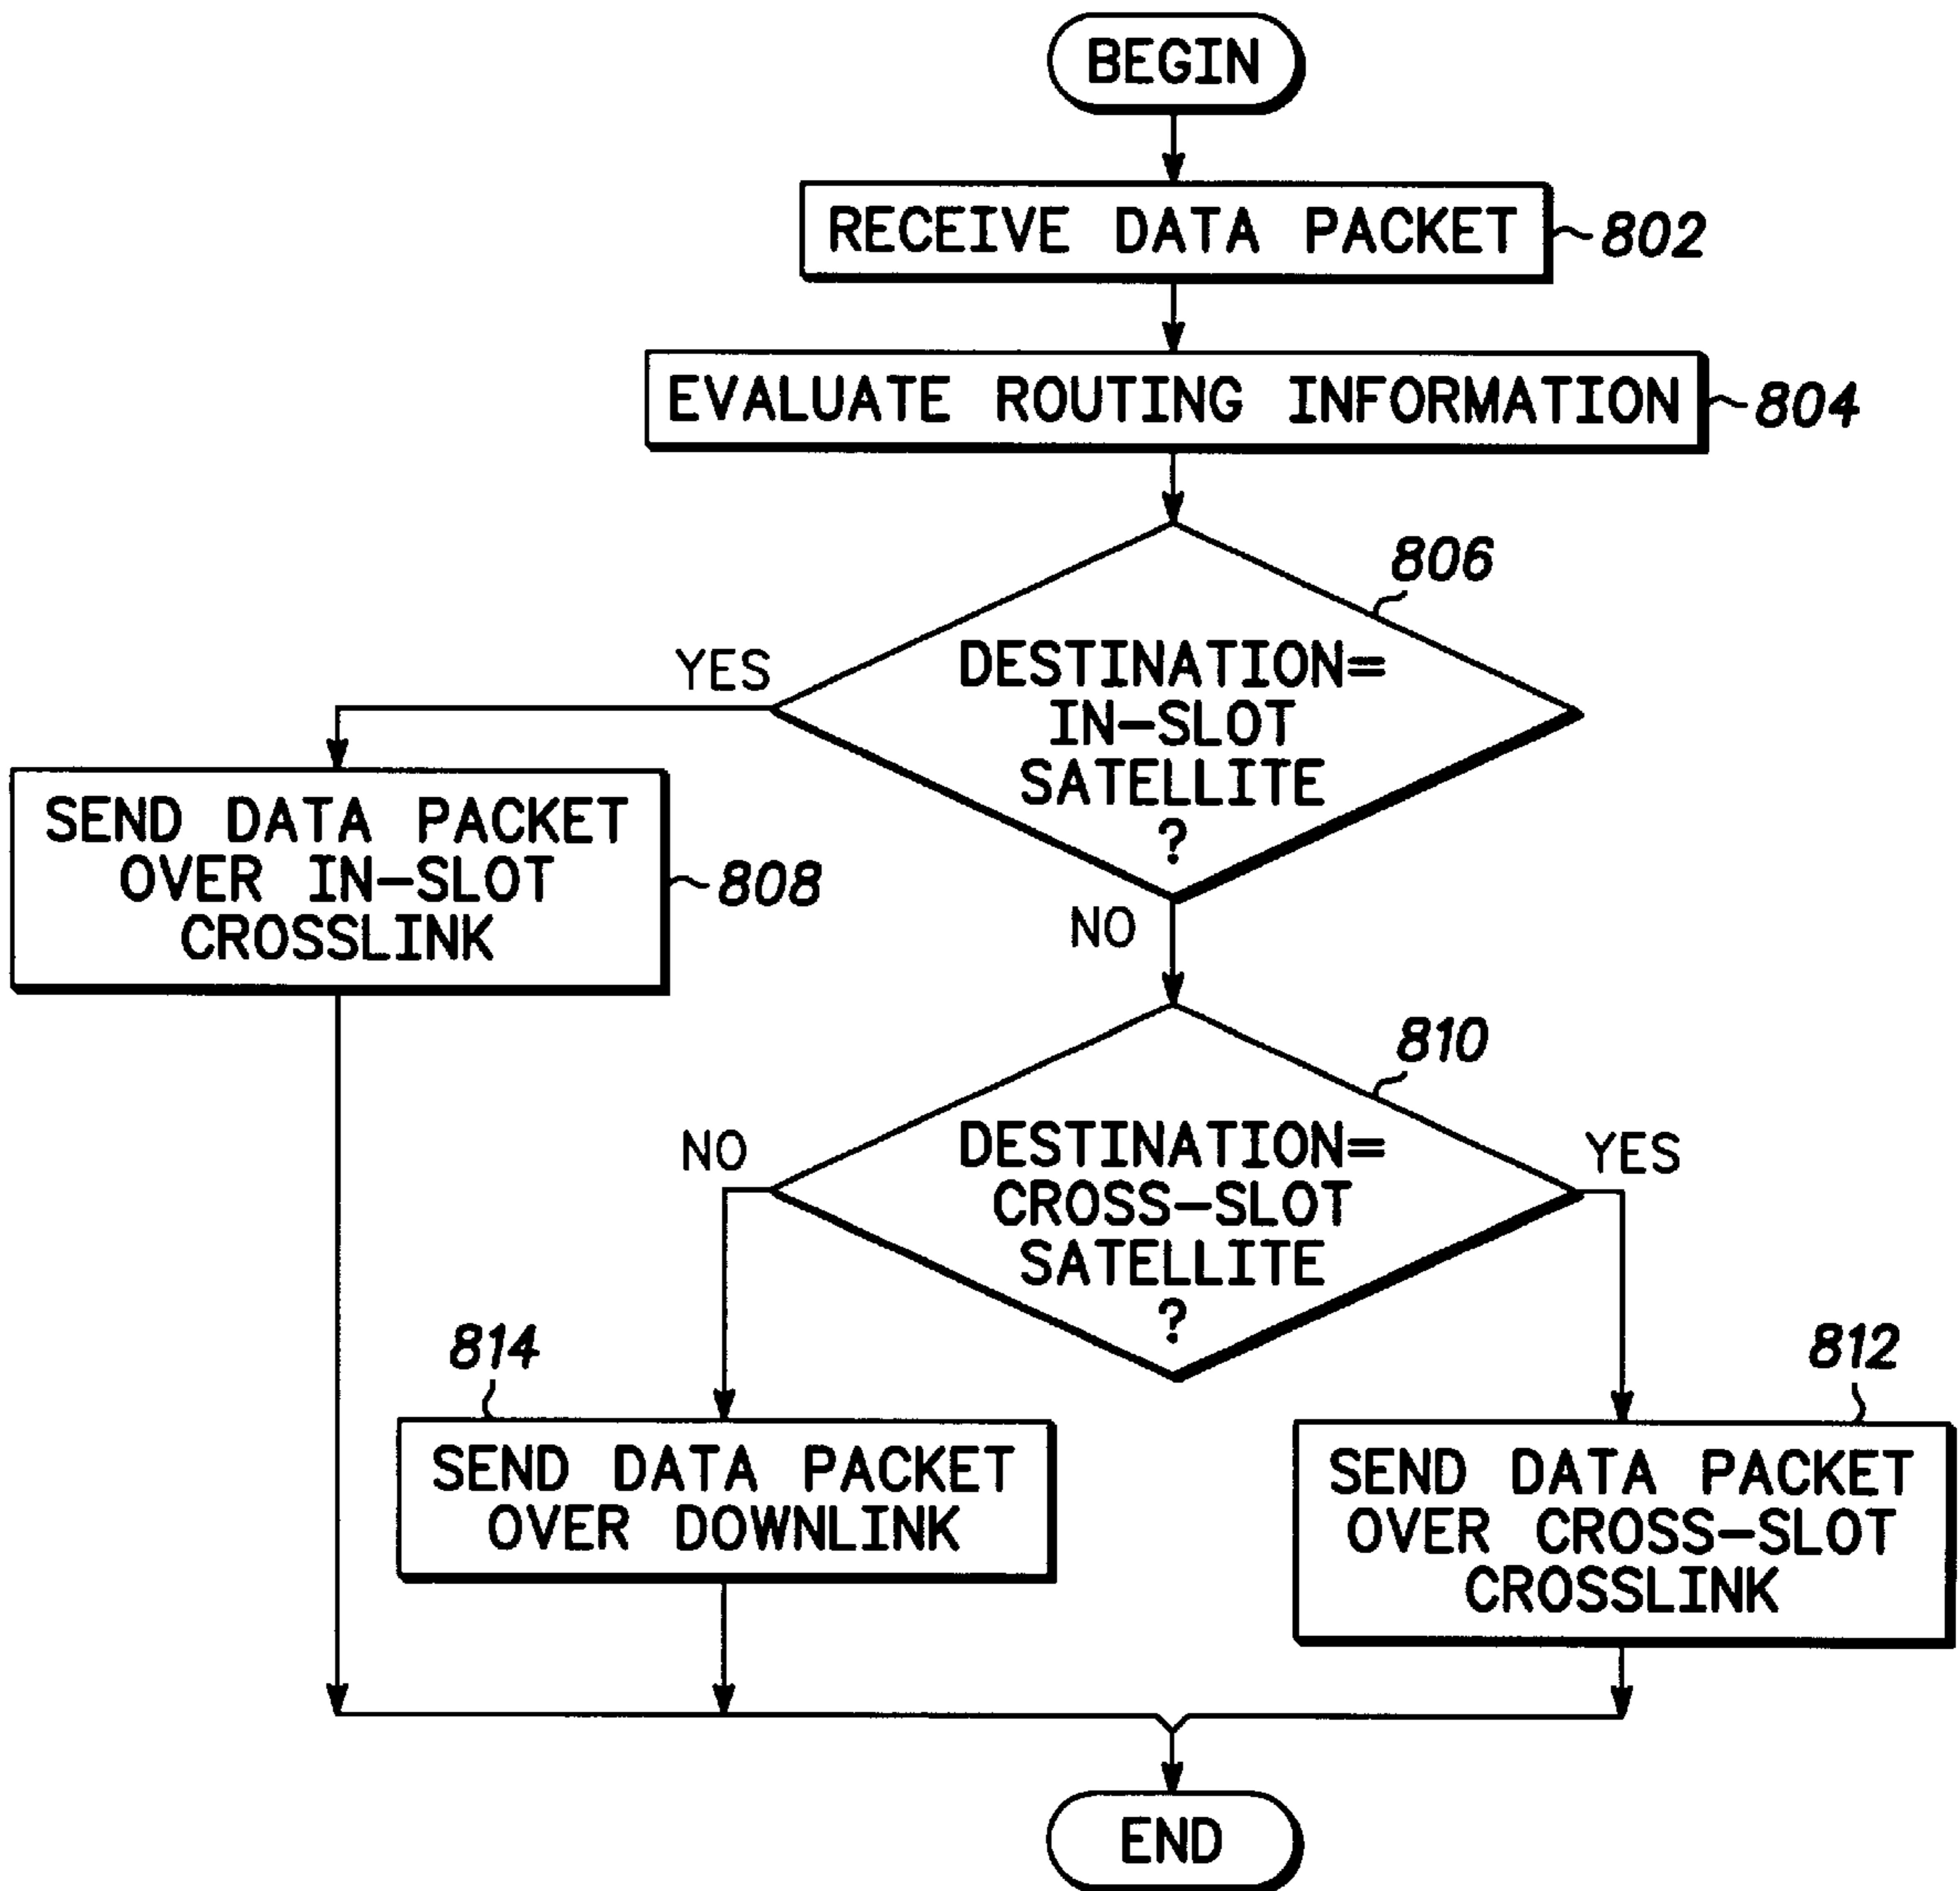 BEGIN
RECEIVE DATA PACKET
802
EVALUATE ROUTING INFORMATION
804
806
DESTINATION=
IN-SLOT
SATELLITE
?
YES
NO
SEND DATA PACKET
OVER IN-SLOT
CROSSLINK
808
810
DESTINATION=
CROSS-SLOT
SATELLITE
?
NO
YES
814
SEND DATA PACKET
OVER DOWNLINK
812
SEND DATA PACKET
OVER CROSS-SLOT
CROSSLINK
END